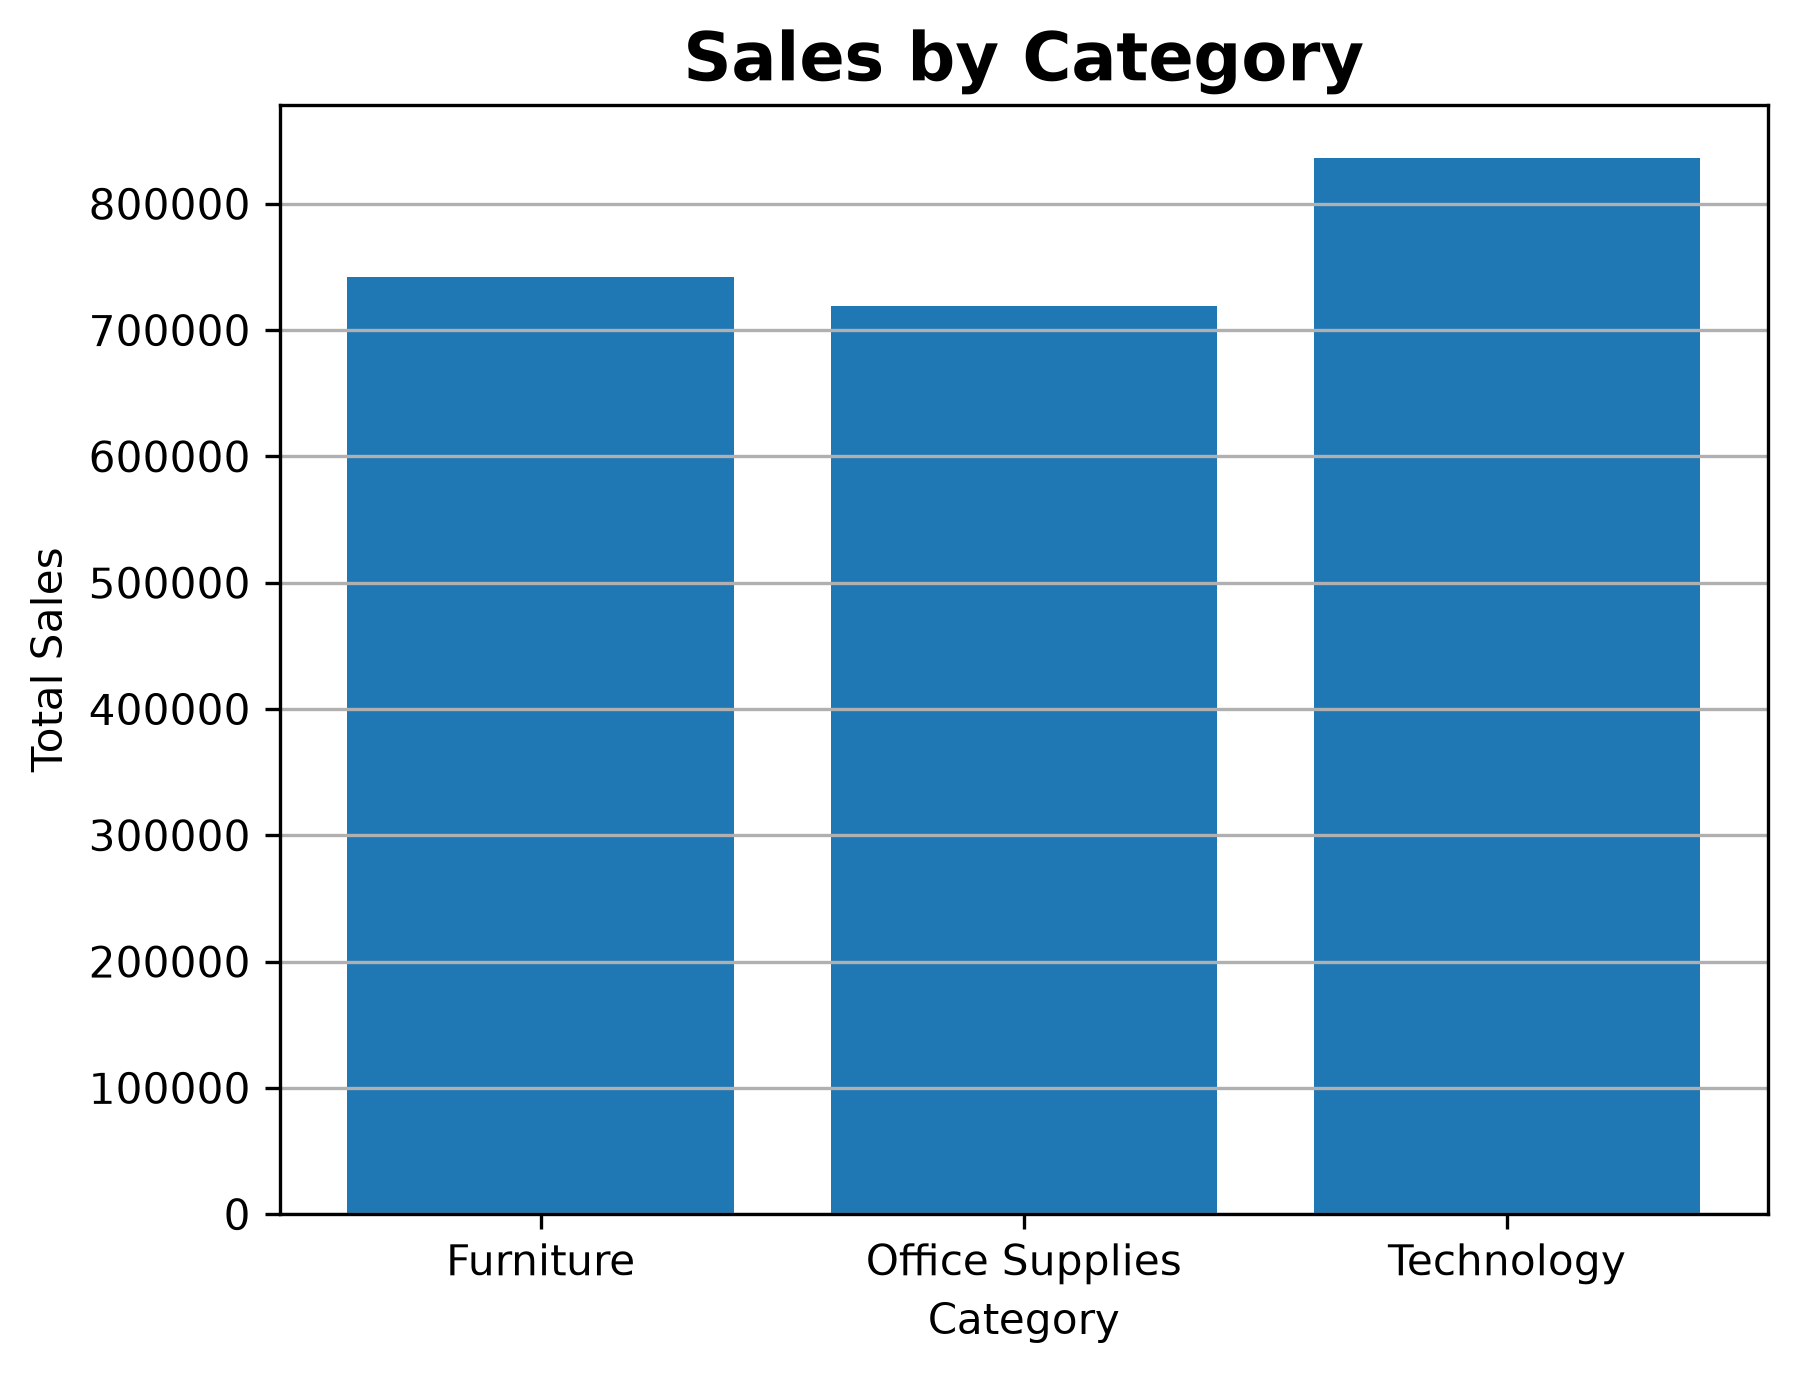 Sales by Category
Total Sales
800000
700000
600000
500000
400000
300000
200000
100000
0
Furniture
Office Supplies
Technology
Category